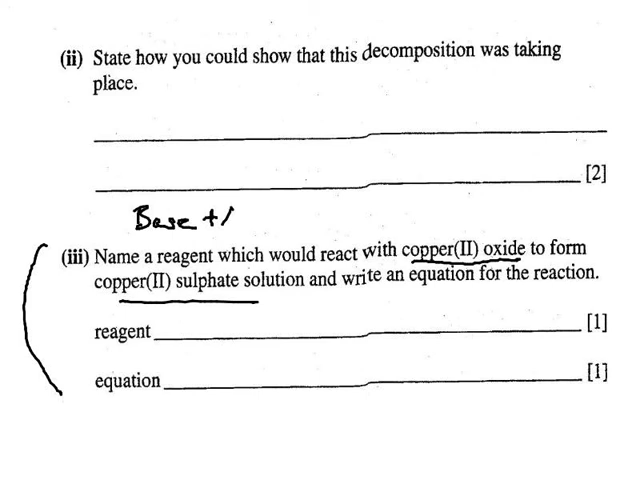 (ii) State how you could show that this decomposition was taking
place.
[2]
Base +
(iii) Name a reagent which would react with copper(II) oxide to form
copper(II) sulphate solution and write an equation for the reaction.
reagent [1]
equation [1]